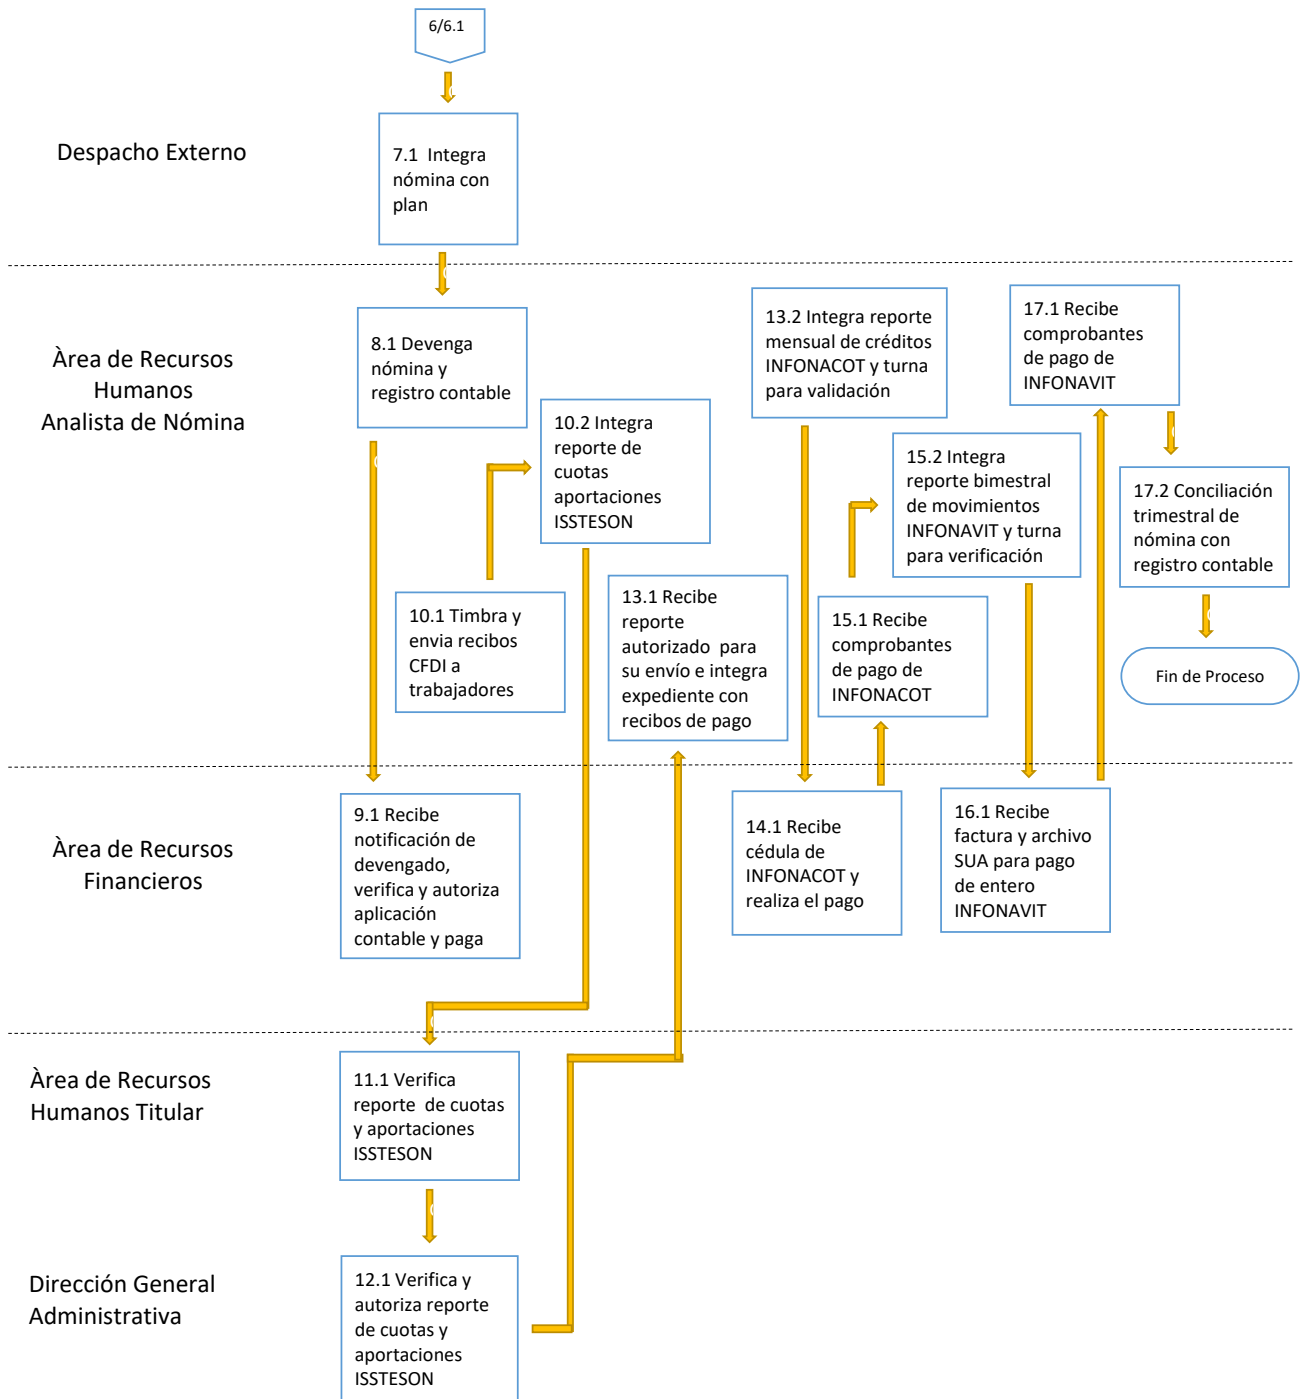 6/6.1
Despacho Externo
7.1 Integra
nómina con
plan
Àrea de Recursos
Humanos
Analista de Nómina
8.1 Devenga
nómina y
registro contable
10.2 Integra
reporte de
cuotas
aportaciones
ISSTESON
10.1 Timbra y
envia recibos
CFDI a
trabajadores
13.1 Recibe
reporte
autorizado para
su envío e integra
expediente con
recibos de pago
13.2 Integra reporte
mensual de créditos
INFONACOT y turna
para validación
15.1 Recibe
comprobantes
de pago de
INFONACOT
15.2 Integra
reporte bimestral
de movimientos
INFONAVIT y turna
para verificación
17.1 Recibe
comprobantes
de pago de
INFONAVIT
17.2 Conciliación
trimestral de
nómina con
registro contable
Fin de Proceso
Àrea de Recursos
Financieros
9.1 Recibe
notificación de
devengado,
verifica y autoriza
aplicación
contable y paga
14.1 Recibe
cédula de
INFONACOT y
realiza el pago
16.1 Recibe
factura y archivo
SUA para pago
de entero
INFONAVIT
Àrea de Recursos
Humanos Titular
11.1 Verifica
reporte de cuotas
y aportaciones
ISSTESON
Dirección General
Administrativa
12.1 Verifica y
autoriza reporte
de cuotas y
aportaciones
ISSTESON